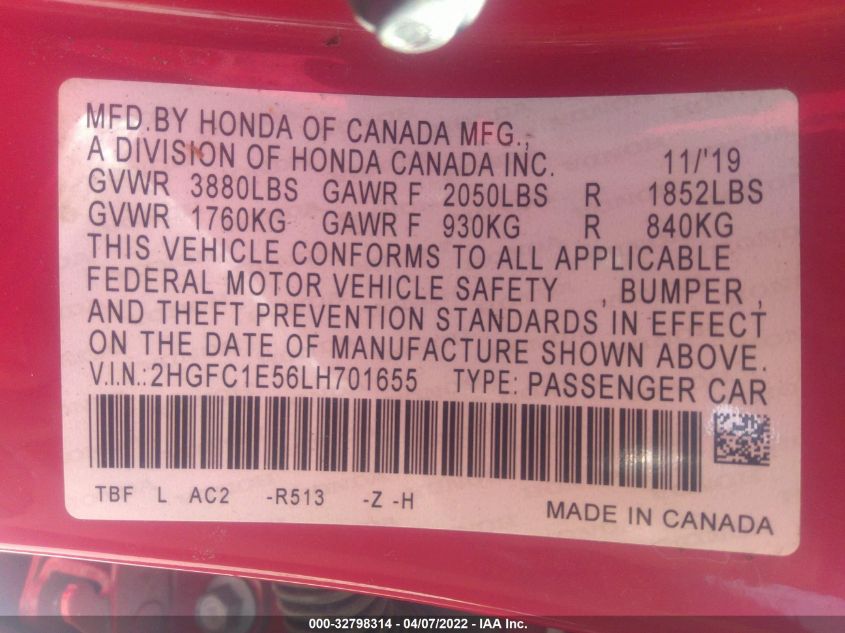 MFD.BY HONDA OF CANADA MFG.,
A DIVISION OF HONDA CANADA INC. 11/'19
GVWR 3880LBS GAWR F 2050LBS R 1852LBS
GVWR 1760KG GAWR F 930KG R 840KG
THIS VEHICLE CONFORMS TO ALL APPLICABLE
FEDERAL MOTOR VEHICLE SAFETY , BUMPER ,
AND THEFT PREVENTION STANDARDS IN EFFECT
ON THE DATE OF MANUFACTURE SHOWN ABOVE.
V.I.N.:2HGFC1E56LH701655 TYPE: PASSENGER CAR
TBF L AC2 -R513 -Z -H
MADE IN CANADA
000-32798314 - 04/07/2022 - IAA Inc.